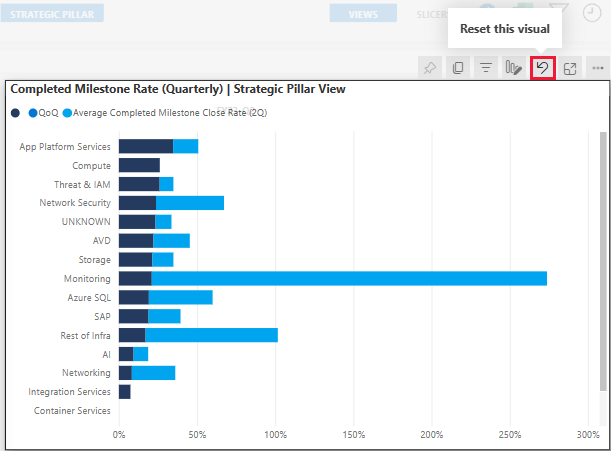 STRATEGIC PILLAR
VIEWS
SLICER
Reset this visual
Completed Milestone Rate (Quarterly) | Strategic Pillar View
QoQ
Average Completed Milestone Close Rate (2Q)
App Platform Services
Compute
Threat & IAM
Network Security
UNKNOWN
AVD
Storage
Monitoring
Azure SQL
SAP
Rest of Infra
AI
Networking
Integration Services
Container Services
0%
50%
100%
150%
200%
250%
300%